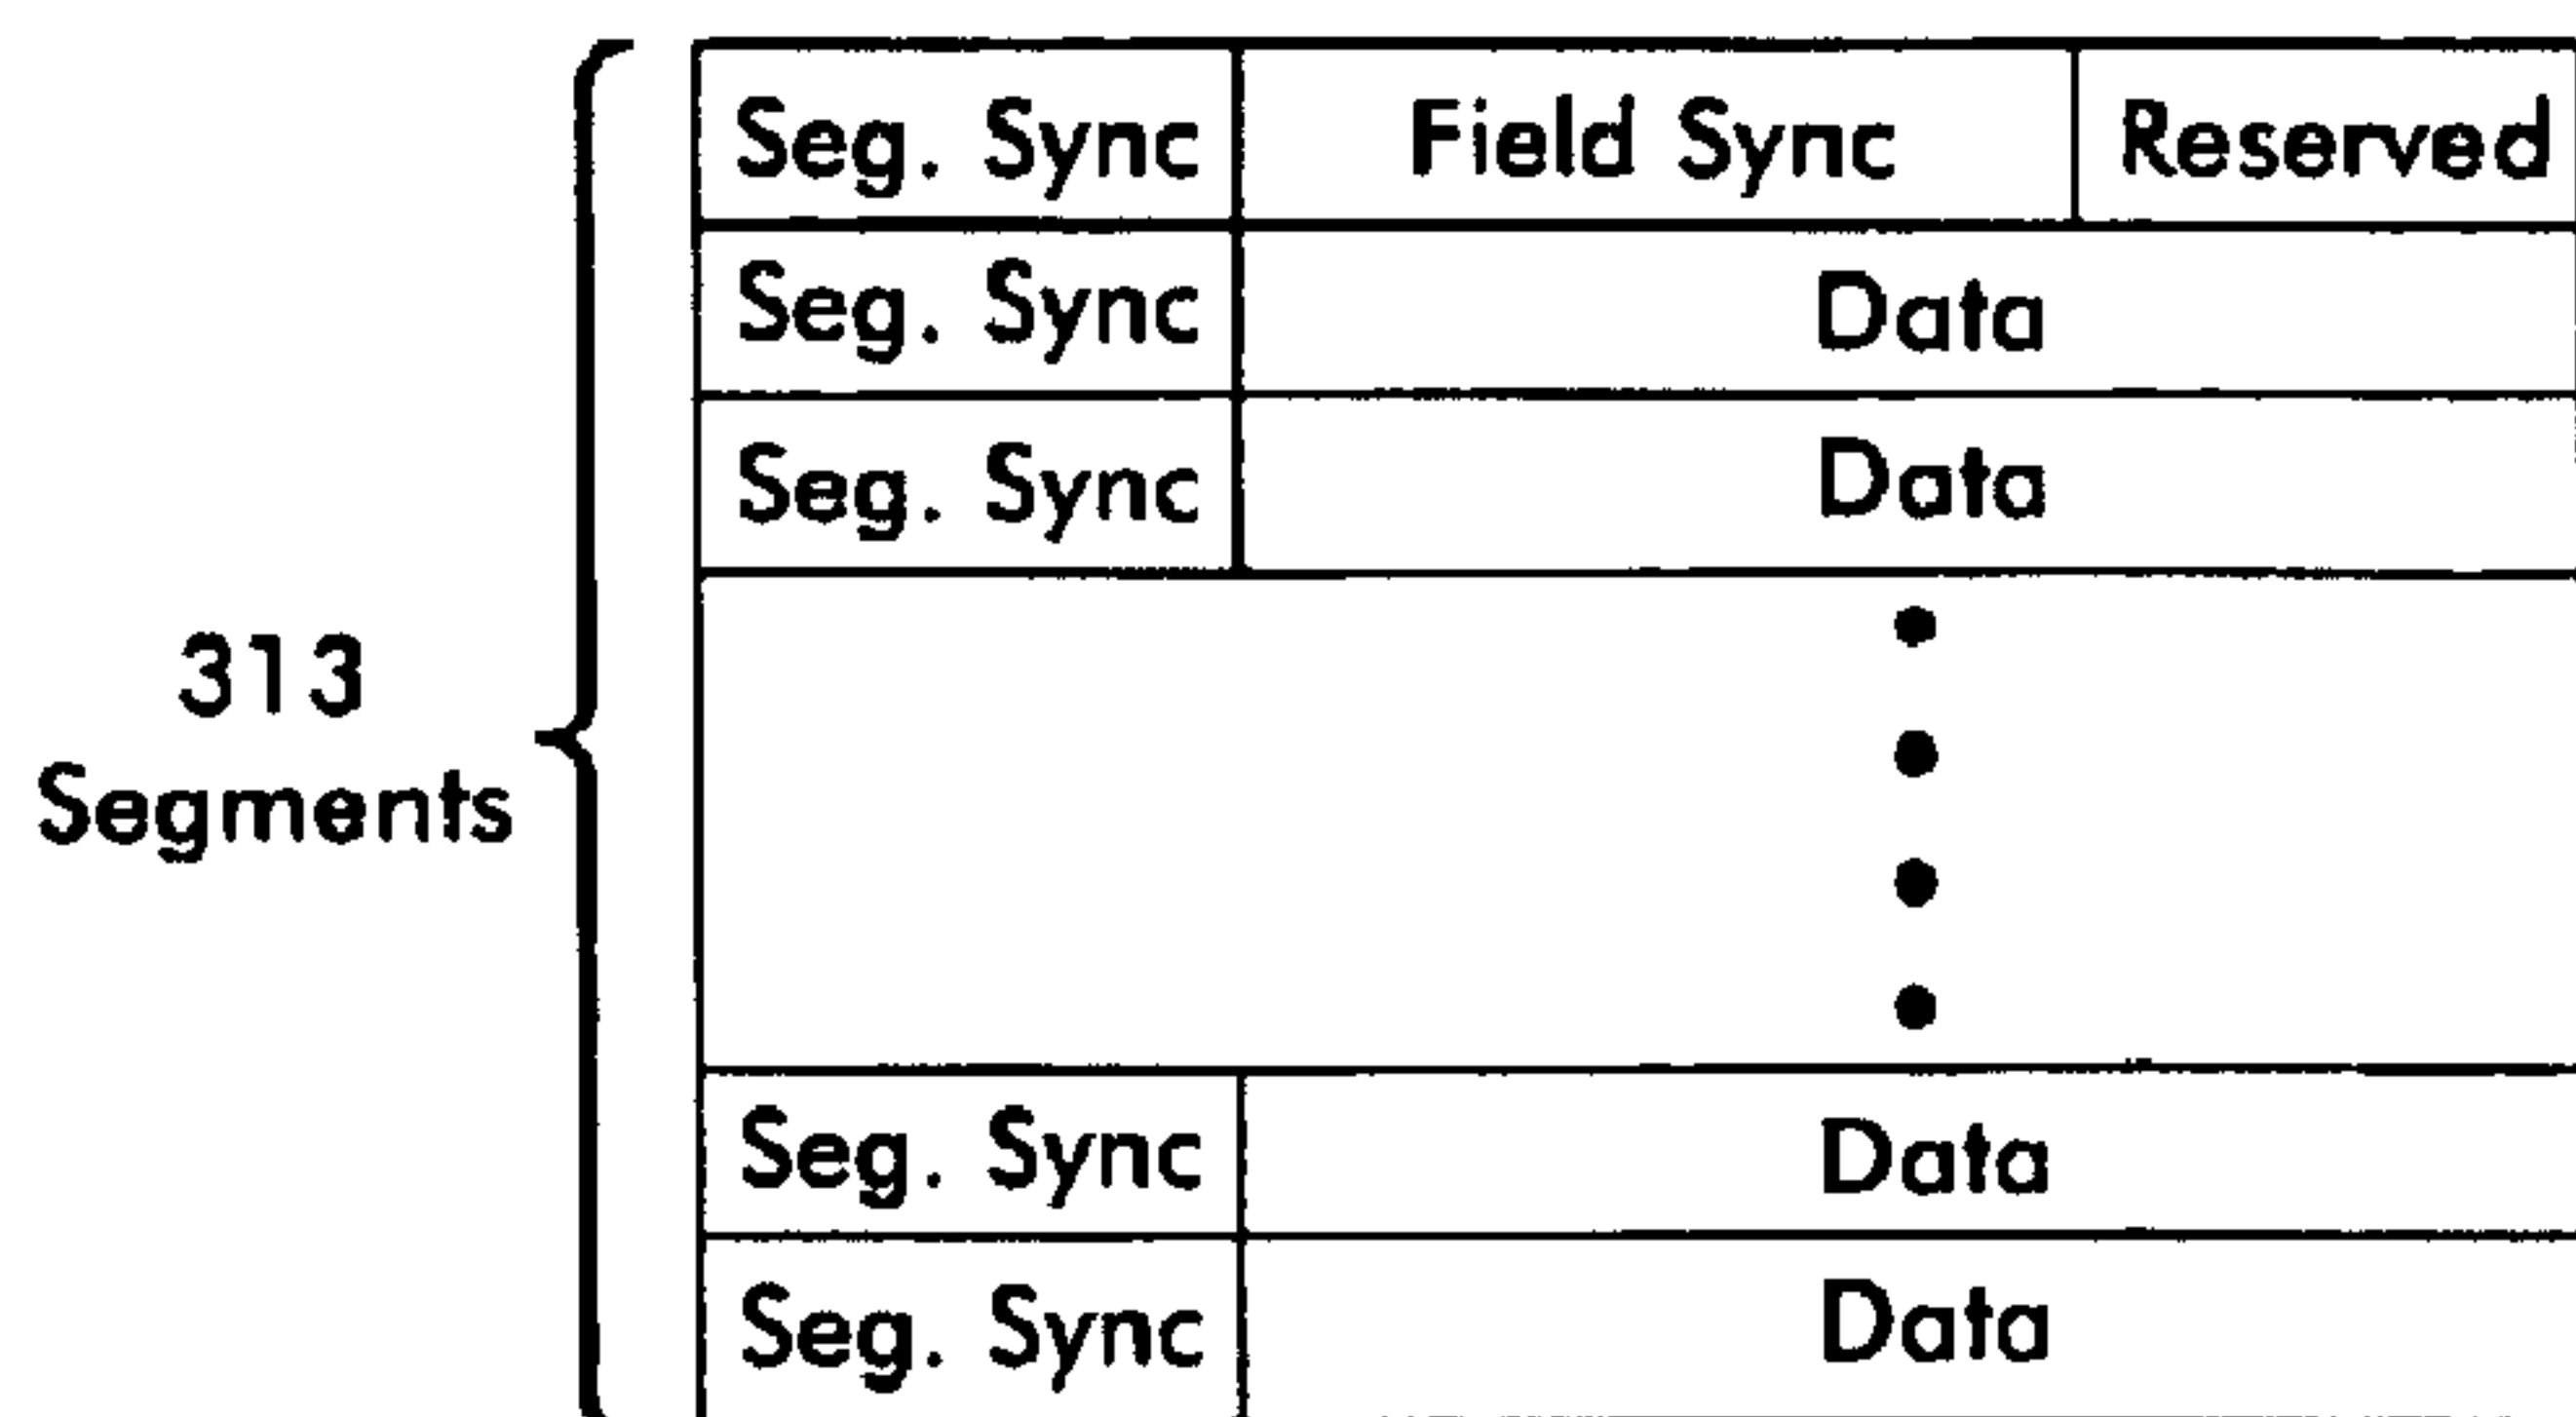 Seg. Sync Field Sync Reserved
Seg. Sync Data
Seg. Sync Data
313
Segments
Seg. Sync Data
Seg. Sync Data